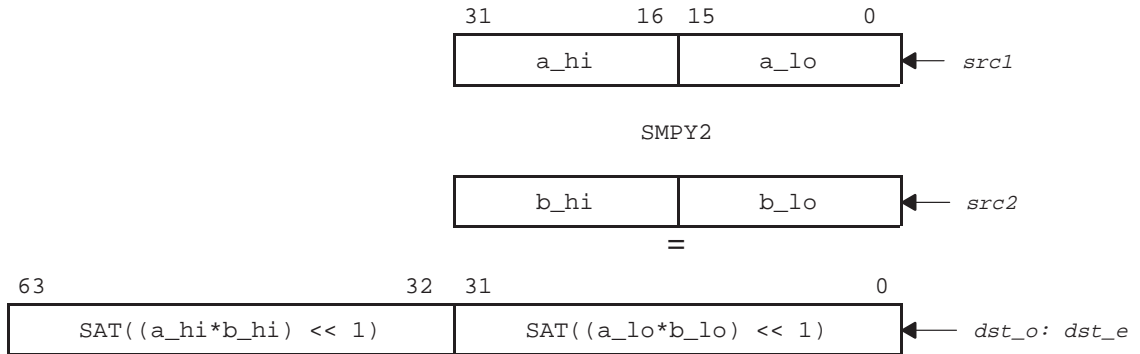 31 16 15 0
a_hi a_lo src1
SMPY2
b_hi b_lo src2
=
63 32 31 0
SAT((a_hi*b_hi) << 1) SAT((a_lo*b_lo) << 1) dst_o: dst_e